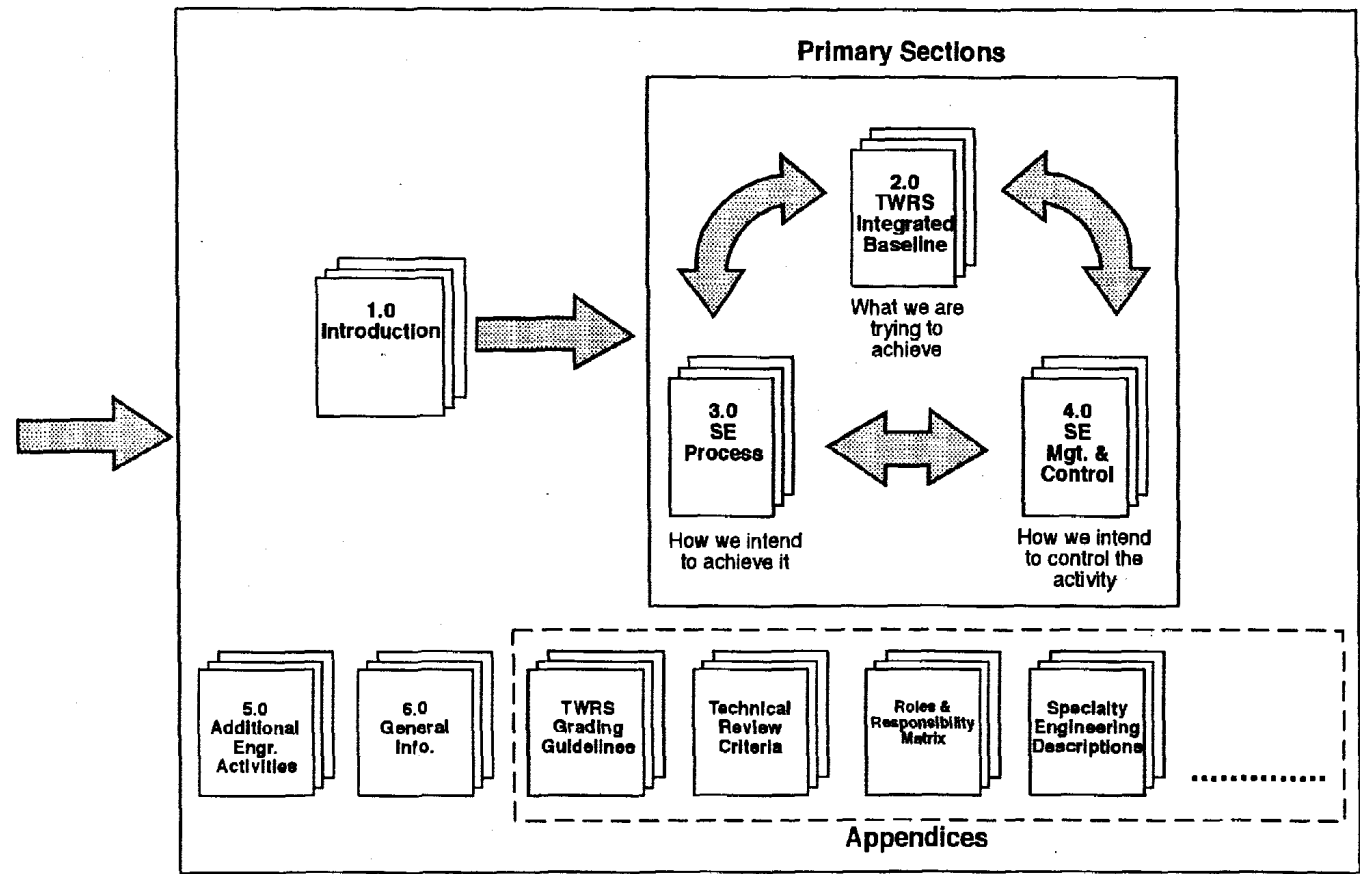 Primary Sections
1.0
Introduction
2.0
TWRS
Integrated
Baseline
What we are
trying to
achieve
3.0
SE
Process
How we intend
to achieve it
4.0
SE
Mgt. &
Control
How we intend
to control the
activity
5.0
Additional
Engr.
Activities
6.0
General
Info.
TWRS
Grading
Guidelines
Technical
Review
Criteria
Roles &
Responsibility
Matrix
Specialty
Engineering
Descriptions
Appendices